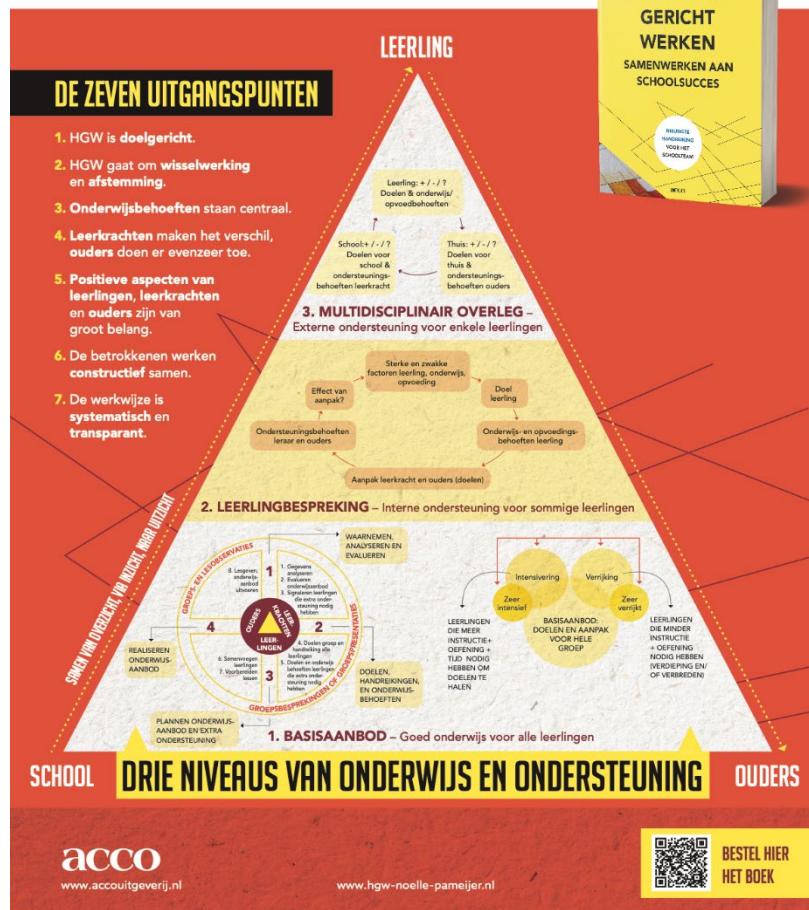 GERICHT
WERKEN
SAMENWERKEN AAN
SCHOOLSUCCES
NIEUWSTE
HANDREIKING
VOOR HET
SCHOOLTEAM
acco
LEERLING
DE ZEVEN UITGANGSPUNTEN
1. HGW is doelgericht.
2. HGW gaat om wisselwerking
en afstemming.
3. Onderwijsbehoeften staan centraal.
4. Leerkrachten maken het verschil,
ouders doen er evenzeer toe.
5. Positieve aspecten van
leerlingen, leerkrachten
en ouders zijn van
groot belang.
6. De betrokkenen werken
constructief samen.
7. De werkwijze is
systematisch en
transparant.
SAMEN VAN OVERZICHT, VIA INZICHT, NAAR UITZICHT
Leerling: + / - / ?
Doelen & onderwijs/
opvoedbehoeften
School:+ / - / ?
Doelen voor
school &
ondersteunings-
behoeften leerkracht
Thuis: + / - / ?
Doelen voor
thuis &
ondersteunings-
behoeften ouders
3. MULTIDISCIPLINAIR OVERLEG –
Externe ondersteuning voor enkele leerlingen
Sterke en zwakke
factoren leerling, onderwijs,
opvoeding
Effect van
aanpak?
Doel
leerling
Ondersteuningsbehoeften
leraar en ouders
Onderwijs- en opvoedings-
behoeften leerling
Aanpak leerkracht en ouders (doelen)
2. LEERLINGBESPREKING – Interne ondersteuning voor sommige leerlingen
WAARNEMEN,
ANALYSEREN EN
EVALUEREN
GROEPS- EN LESOBSERVATIES
8. Lesgeven,
onderwijs-
aanbod
uitvoeren
1
1. Gegevens
analyseren
2. Evalueren
onderwijsaanbod
3. Signaleren leerlingen
die extra onder-
steuning nodig
hebben
OUDERS
LEER-
KRACHTEN
LEER-
LINGEN
4
2
3
4. Doelen groep en
handreiking alle
leerlingen
5. Doelen en onderwijs
behoeften leerlingen
die extra onder
steuning nodig
hebben
6. Samenvoegen
leerlingen
7. Voorbereiden
lessen
GROEPSBESPREKINGEN OF GROEPSPRESENTATIES
REALISEREN
ONDERWIJS-
AANBOD
DOELEN,
HANDREIKINGEN,
EN ONDERWIJS-
BEHOEFTEN
PLANNEN ONDERWIJS-
AANBOD EN EXTRA
ONDERSTEUNING
Intensivering
Verrijking
Zeer
intensief
Zeer
verrijkt
BASISAANBOD:
DOELEN EN AANPAK
VOOR HELE
GROEP
LEERLINGEN
DIE MEER
INSTRUCTIE+
OEFENING +
TIJD NODIG
HEBBEN OM
DOELEN TE
HALEN
LEERLINGEN
DIE MINDER
INSTRUCTIE
+ OEFENING
NODIG HEBBEN
(VERDIEPING EN/
OF VERBREDEN)
1. BASISAANBOD – Goed onderwijs voor alle leerlingen
SCHOOL
DRIE NIVEAUS VAN ONDERWIJS EN ONDERSTEUNING
OUDERS
acco
www.accouitgeverij.nl
www.hgw-noelle-pameijer.nl
BESTEL HIER
HET BOEK